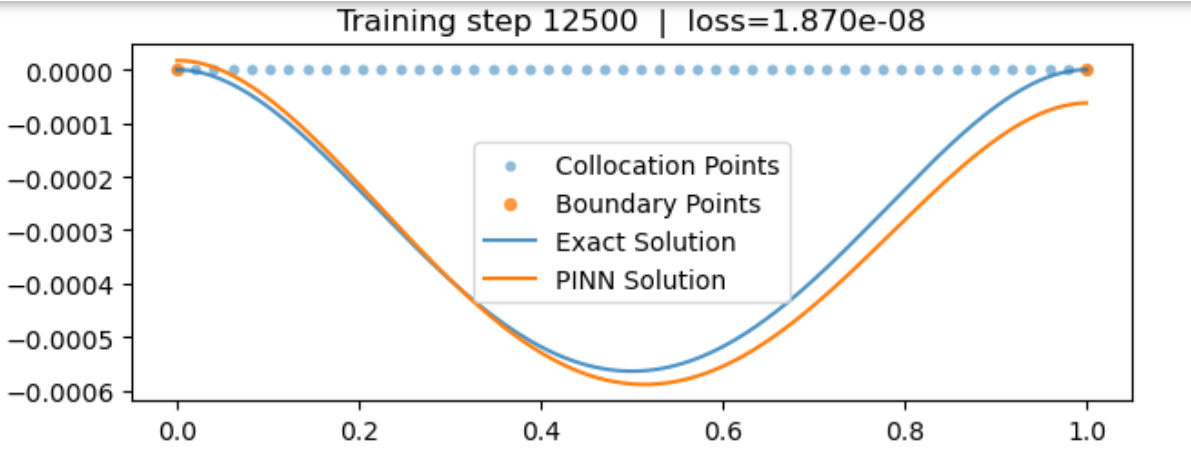 Training step 12500 | loss=1.870e-08
0.0000
−0.0001
−0.0002
−0.0003
−0.0004
−0.0005
−0.0006
Collocation Points
Boundary Points
Exact Solution
PINN Solution
0.0 0.2 0.4 0.6 0.8 1.0